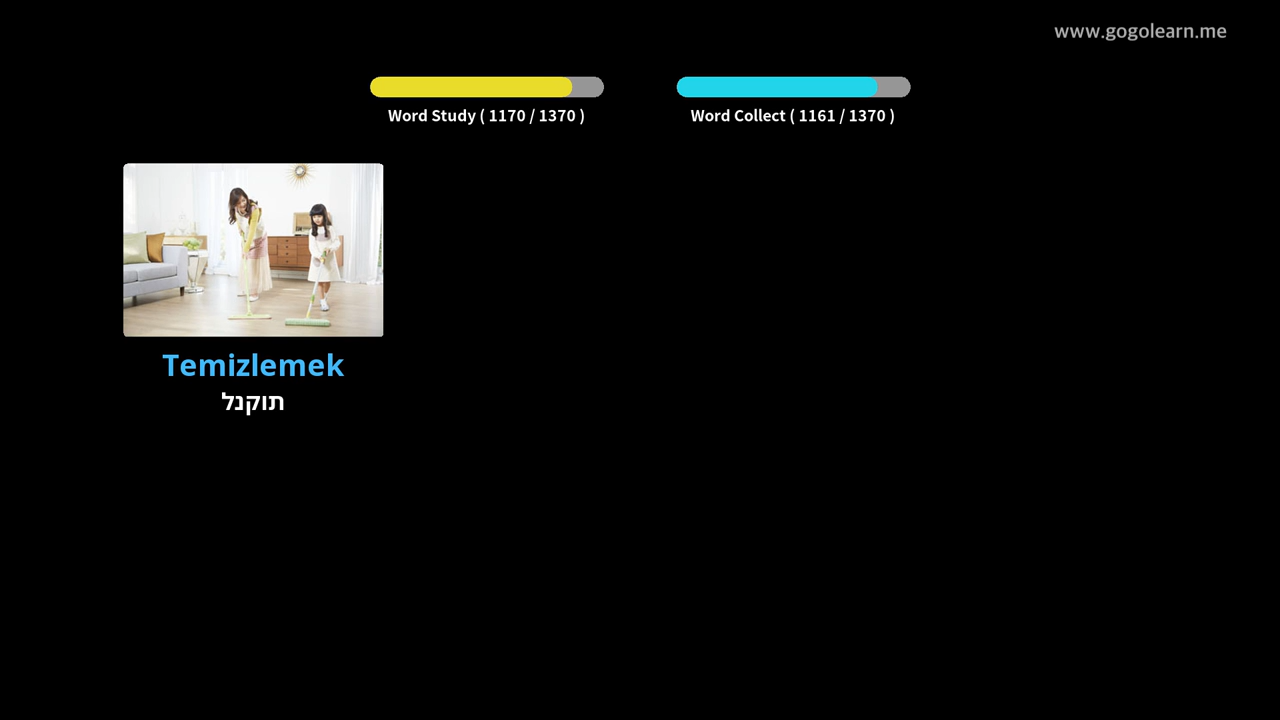 www.gogolearn.me
Word Study ( 1170 / 1370 )
Word Collect ( 1161 / 1370 )
Temizlemek
תוקנל